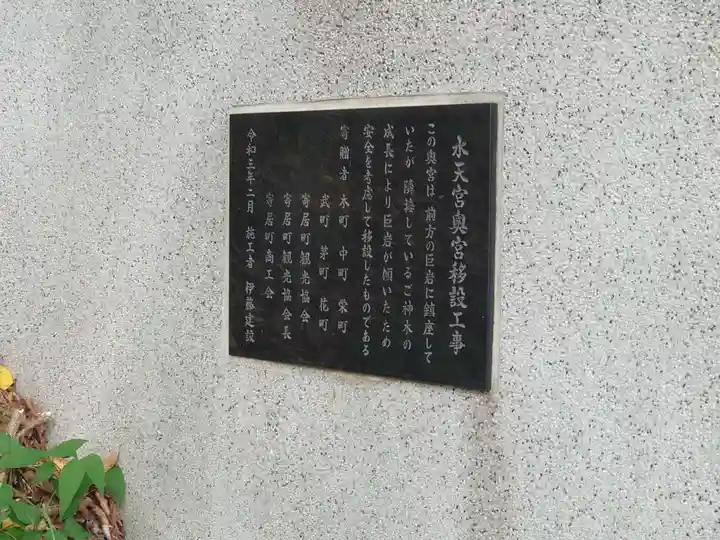 水天宮奥宮移設工事
この奥宮は 前方の巨岩に鎮座して
いたが 隣接しているご神木の
成長により巨岩が傾いたため
安全を考慮して移設したものである
寄贈者 本町 中町 栄町
武町 茅町 花町
寄居町観光協会
寄居町観光協会長
寄居町商工会
令和三年二月 施工者 伊藤建設